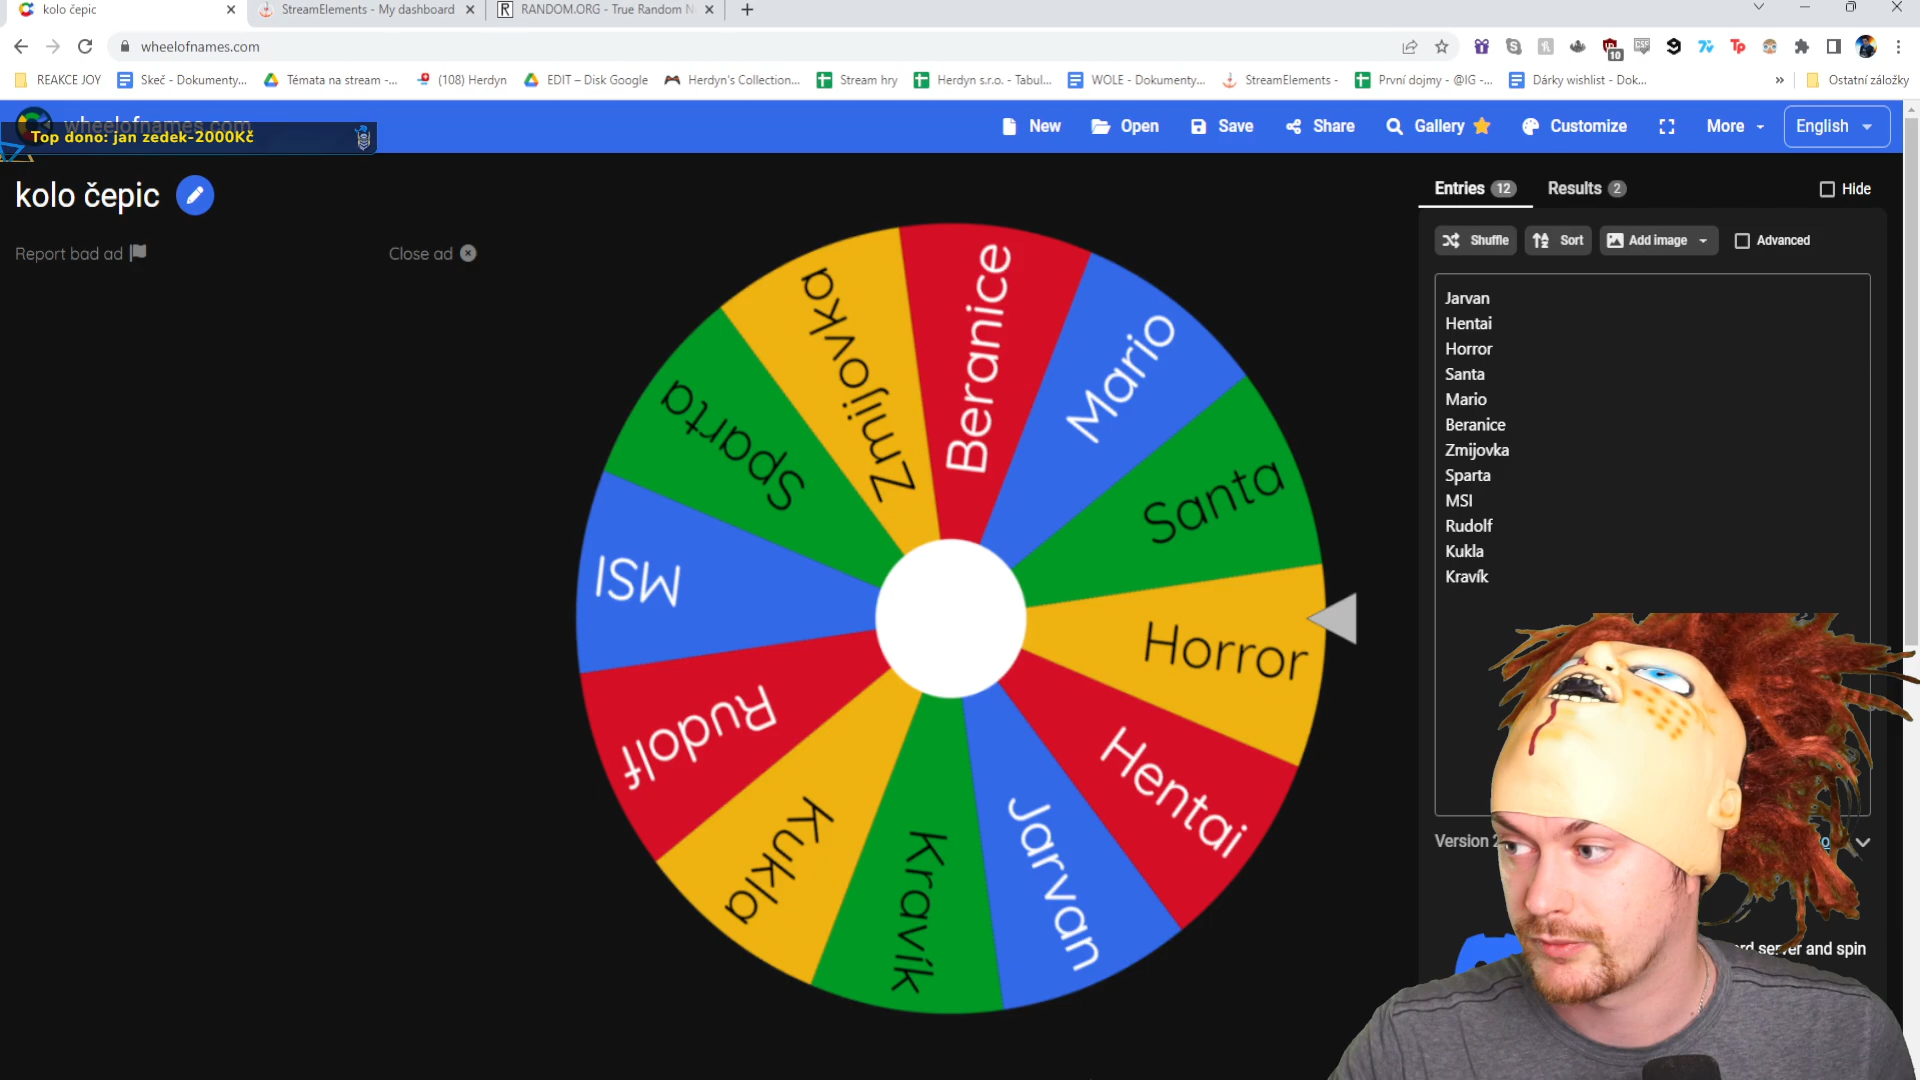 kolo čepic
StreamElements - My dashboard
RANDOM.ORG - True Random N
wheelofnames.com
10
REAKCE JOY
Skeč - Dokumenty...
Témata na stream -...
(108) Herdyn
EDIT – Disk Google
Herdyn's Collection...
Stream hry
Herdyn s.r.o. - Tabul...
WOLE - Dokumenty...
StreamElements -
První dojmy - @IG -...
Dárky wishlist - Dok...
Ostatní záložky
wheelofnames.com
Top dono: jan zedek-2000Kč
New
Open
Save
Share
Gallery
Customize
More
English
kolo čepic
Report bad ad
Close ad
Entries 12
Results 2
Hide
Shuffle
Sort
Add image
Advanced
Jarvan
Hentai
Horror
Santa
Mario
Beranice
Zmijovka
Sparta
MSI
Rudolf
Kukla
Kravík
Beranice
Mario
Santa
Horror
Hentai
Jarvan
Kravík
Kukla
Rudolf
MSI
Sparta
Zmijovka
Version
server and spin